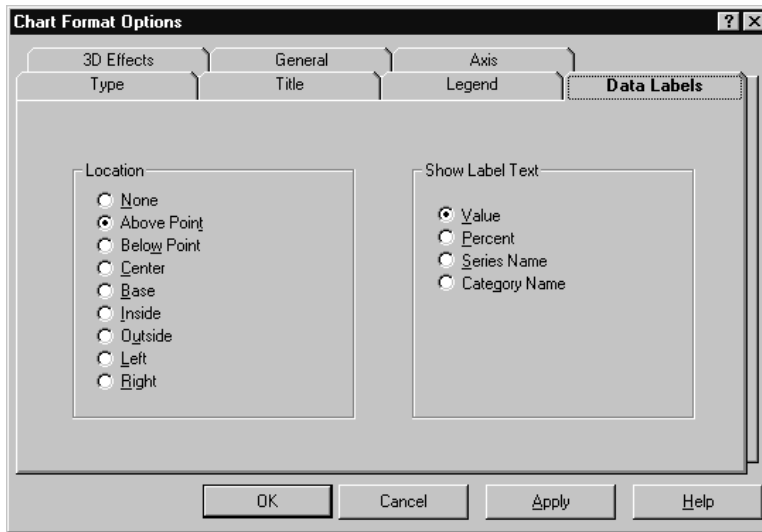 Chart Format Options
3D Effects General Axis
Type Title Legend Data Labels
Location
None
Above Point
Below Point
Center
Base
Inside
Outside
Left
Right
Show Label Text
Value
Percent
Series Name
Category Name
OK Cancel Apply Help